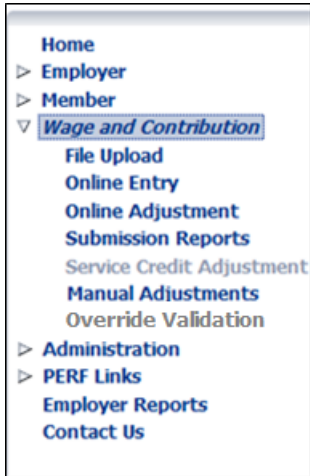 Home
Employer
Member
Wage and Contribution
File Upload
Online Entry
Online Adjustment
Submission Reports
Service Credit Adjustment
Manual Adjustments
Override Validation
Administration
PERF Links
Employer Reports
Contact Us